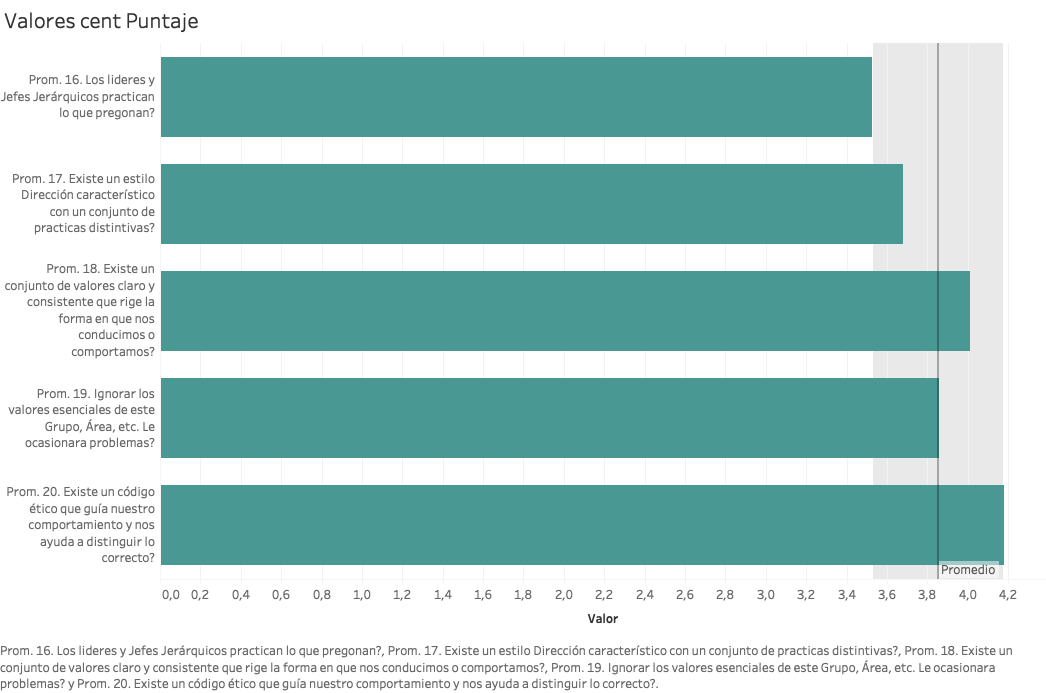 Valores cent Puntaje
Prom. 16. Los lideres y
Jefes Jerárquicos practican
lo que pregonan?
Prom. 17. Existe un estilo
Dirección característico
con un conjunto de
practicas distintivas?
Prom. 18. Existe un
conjunto de valores claro y
consistente que rige la
forma en que nos
conducimos o
comportamos?
Prom. 19. Ignorar los
valores esenciales de este
Grupo, Área, etc. Le
ocasionara problemas?
Prom. 20. Existe un código
ético que guía nuestro
comportamiento y nos
ayuda a distinguir lo
correcto?
Promedio
0,0 0,2 0,4 0,6 0,8 1,0 1,2 1,4 1,6 1,8 2,0 2,2 2,4 2,6 2,8 3,0 3,2 3,4 3,6 3,8 4,0 4,2
Valor
Prom. 16. Los lideres y Jefes Jerárquicos practican lo que pregonan?, Prom. 17. Existe un estilo Dirección característico con un conjunto de practicas distintivas?, Prom. 18. Existe un
conjunto de valores claro y consistente que rige la forma en que nos conducimos o comportamos?, Prom. 19. Ignorar los valores esenciales de este Grupo, Área, etc. Le ocasionara
problemas? y Prom. 20. Existe un código ético que guía nuestro comportamiento y nos ayuda a distinguir lo correcto?.